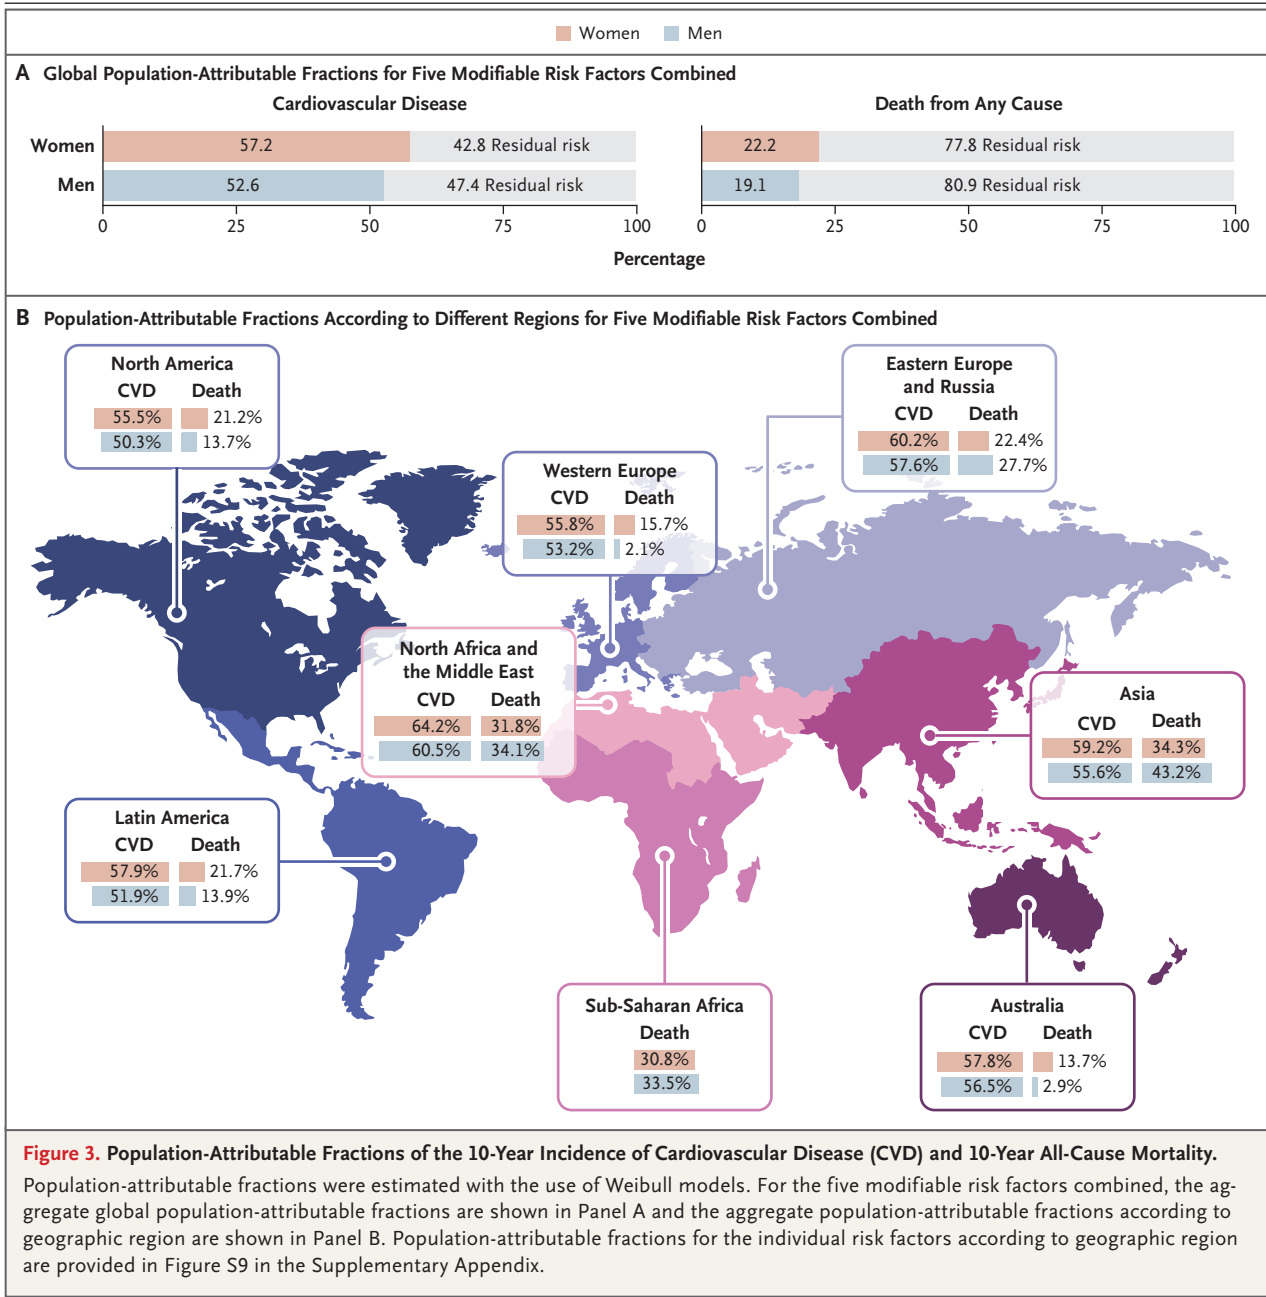 Women Men
A Global Population-Attributable Fractions for Five Modifiable Risk Factors Combined
Cardiovascular Disease
Women 57.2 42.8 Residual risk
Men 52.6 47.4 Residual risk
0 25 50 75 100
Death from Any Cause
22.2 77.8 Residual risk
19.1 80.9 Residual risk
0 25 50 75 100
Percentage
B Population-Attributable Fractions According to Different Regions for Five Modifiable Risk Factors Combined
North America
CVD Death
55.5% 21.2%
50.3% 13.7%
Eastern Europe
and Russia
CVD Death
60.2% 22.4%
57.6% 27.7%
Western Europe
CVD Death
55.8% 15.7%
53.2% 2.1%
North Africa and
the Middle East
CVD Death
64.2% 31.8%
60.5% 34.1%
Asia
CVD Death
59.2% 34.3%
55.6% 43.2%
Latin America
CVD Death
57.9% 21.7%
51.9% 13.9%
Sub-Saharan Africa
Death
30.8%
33.5%
Australia
CVD Death
57.8% 13.7%
56.5% 2.9%
Figure 3. Population-Attributable Fractions of the 10-Year Incidence of Cardiovascular Disease (CVD) and 10-Year All-Cause Mortality.
Population-attributable fractions were estimated with the use of Weibull models. For the five modifiable risk factors combined, the ag-
gregate global population-attributable fractions are shown in Panel A and the aggregate population-attributable fractions according to
geographic region are shown in Panel B. Population-attributable fractions for the individual risk factors according to geographic region
are provided in Figure S9 in the Supplementary Appendix.